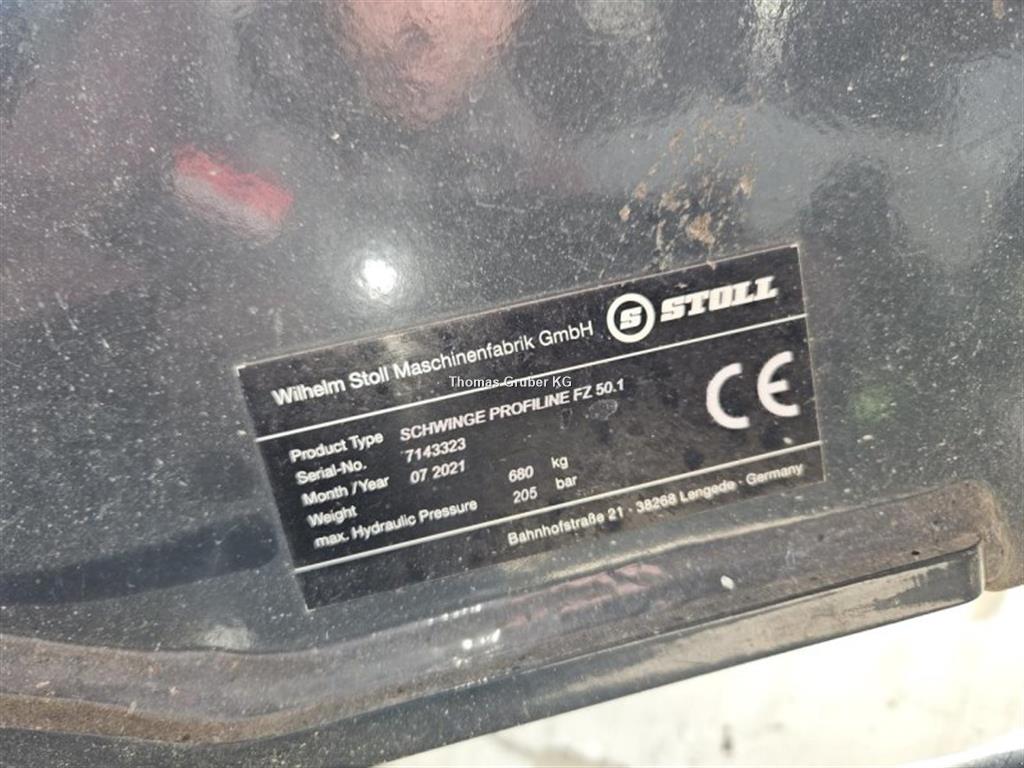 Wilhelm Stoll Maschinenfabrik GmbH S STOLL
Thomas Gruber KG
Product Type SCHWINGE PROFILINE FZ 50.1
Serial-No. 7143323
Month / Year 07 2021
Weight 680 kg
max. Hydraulic Pressure 205 bar
CE
Bahnhofstraße 21 · 38268 Lengede · Germany